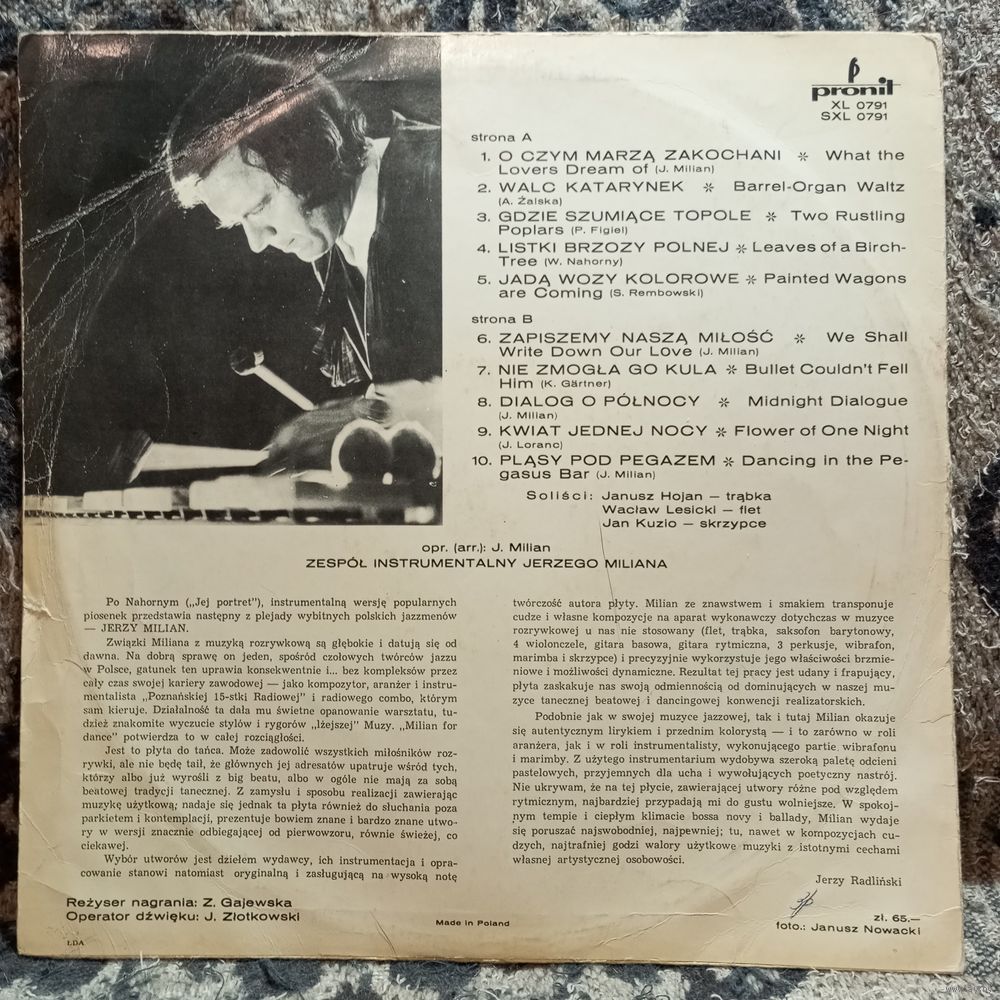 pronit
XL 0791
SXL 0791
strona A
1. O CZYM MARZĄ ZAKOCHANI ✻ What the
Lovers Dream of (J. Milian)
2. WALC KATARYNEK ✻ Barrel-Organ Waltz
(A. Żalska)
3. GDZIE SZUMIĄCE TOPOLE ✻ Two Rustling
Poplars (P. Figiel)
4. LISTKI BRZOZY POLNEJ ✻ Leaves of a Birch-
Tree (W. Nahorny)
5. JADĄ WOZY KOLOROWE ✻ Painted Wagons
are Coming (S. Rembowski)
strona B
6. ZAPISZEMY NASZĄ MIŁOŚĆ ✻ We Shall
Write Down Our Love (J. Milian)
7. NIE ZMOGŁA GO KULA ✻ Bullet Couldn't Fell
Him (K. Gärtner)
8. DIALOG O PÓŁNOCY ✻ Midnight Dialogue
(J. Milian)
9. KWIAT JEDNEJ NOCY ✻ Flower of One Night
(J. Loranc)
10. PLĄSY POD PEGAZEM ✻ Dancing in the Pe-
gasus Bar (J. Milian)
Soliści: Janusz Hojan — trąbka
Wacław Lesicki — flet
Jan Kuzio — skrzypce
opr. (arr.): J. Milian
ZESPÓŁ INSTRUMENTALNY JERZEGO MILIANA
Po Nahornym („Jej portret"), instrumentalną wersję popularnych
piosenek przedstawia następny z plejady wybitnych polskich jazzmenów
— JERZY MILIAN.
Związki Miliana z muzyką rozrywkową są głębokie i datują się od
dawna. Na dobrą sprawę on jeden, spośród czołowych twórców jazzu
w Polsce, gatunek ten uprawia konsekwentnie i... bez kompleksów przez
cały czas swojej kariery zawodowej — jako kompozytor, aranżer i instru-
mentalista „Poznańskiej 15-stki Radiowej" i radiowego combo, którym
sam kieruje. Działalność ta dała mu świetne opanowanie warsztatu, tu-
dzież znakomite wyczucie stylów i rygorów „lżejszej" Muzy. „Milian for
dance" potwierdza to w całej rozciągłości.
Jest to płyta do tańca. Może zadowolić wszystkich miłośników roz-
rywki, ale nie będę taił, że głównych jej adresatów upatruje wśród tych,
którzy albo już wyrośli z big beatu, albo w ogóle nie mają za sobą
beatowej tradycji tanecznej. Z zamysłu i sposobu realizacji zawierając
muzykę użytkową, nadaje się jednak ta płyta również do słuchania poza
parkietem i kontemplacji, prezentuje bowiem znane i bardzo znane utwo-
ry w wersji znacznie odbiegającej od pierwowzoru, równie świeżej, co
ciekawej.
Wybór utworów jest dziełem wydawcy, ich instrumentacja i opra-
cowanie stanowi natomiast oryginalną i zasługującą na wysoką notę
twórczość autora płyty. Milian ze znawstwem i smakiem transponuje
cudze i własne kompozycje na aparat wykonawczy dotychczas w muzyce
rozrywkowej u nas nie stosowany (flet, trąbka, saksofon barytonowy,
4 wiolonczele, gitara basowa, gitara rytmiczna, 3 perkusje, wibrafon,
marimba i skrzypce) i precyzyjnie wykorzystuje jego właściwości brzmie-
niowe i możliwości dynamiczne. Rezultat tej pracy jest udany i frapujący,
płyta zaskakuje nas swoją odmiennością od dominujących w naszej mu-
zyce tanecznej beatowej i dancingowej konwencji realizatorskich.
Podobnie jak w swojej muzyce jazzowej, tak i tutaj Milian okazuje
się autentycznym lirykiem i przednim kolorystą — i to zarówno w roli
aranżera, jak i w roli instrumentalisty, wykonującego partie wibrafonu
i marimby. Z użytego instrumentarium wydobywa szeroką paletę odcieni
pastelowych, przyjemnych dla ucha i wywołujących poetyczny nastrój.
Nie ukrywam, że na tej płycie, zawierającej utwory różne pod względem
rytmicznym, najbardziej przypadają mi do gustu wolniejsze. W spokoj-
nym tempie i ciepłym klimacie bossa novy i ballady, Milian wydaje
się poruszać najswobodniej, najpewniej; tu, nawet w kompozycjach cu-
dzych, najtrafniej godzi walory użytkowe muzyki z istotnymi cechami
własnej artystycznej osobowości.
Jerzy Radliński
Reżyser nagrania: Z. Gajewska
Operator dźwięku: J. Złotkowski
ŁDA
Made in Poland
zł. 65.—
foto.: Janusz Nowacki